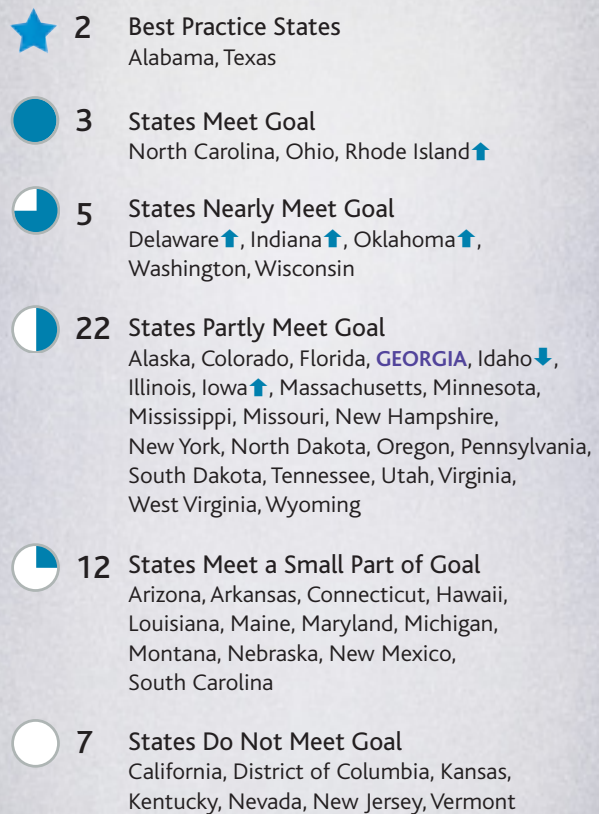 2 Best Practice States
Alabama, Texas
3 States Meet Goal
North Carolina, Ohio, Rhode Island⬆
5 States Nearly Meet Goal
Delaware⬆, Indiana⬆, Oklahoma⬆,
Washington, Wisconsin
22 States Partly Meet Goal
Alaska, Colorado, Florida, GEORGIA, Idaho⬇,
Illinois, Iowa⬆, Massachusetts, Minnesota,
Mississippi, Missouri, New Hampshire,
New York, North Dakota, Oregon, Pennsylvania,
South Dakota, Tennessee, Utah, Virginia,
West Virginia, Wyoming
12 States Meet a Small Part of Goal
Arizona, Arkansas, Connecticut, Hawaii,
Louisiana, Maine, Maryland, Michigan,
Montana, Nebraska, New Mexico,
South Carolina
7 States Do Not Meet Goal
California, District of Columbia, Kansas,
Kentucky, Nevada, New Jersey, Vermont